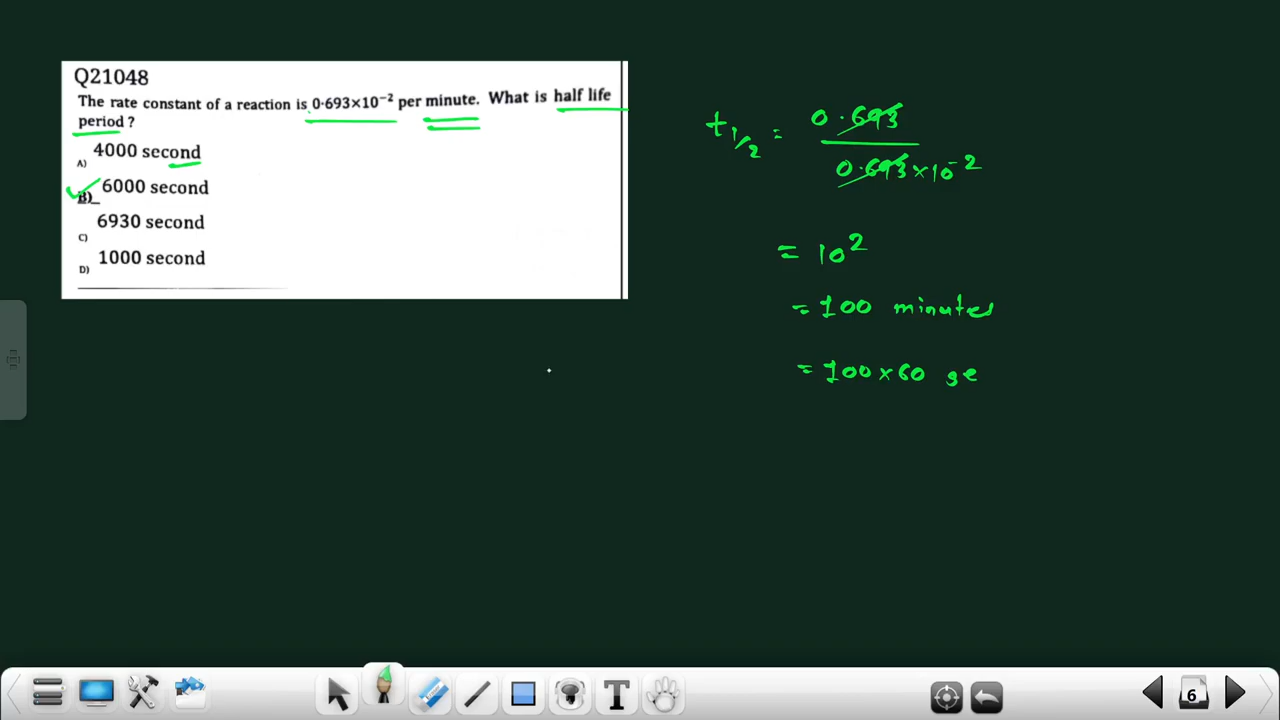 Q21048
The rate constant of a reaction is 0·693×10⁻² per minute. What is half life
period ?
A) 4000 second
B) 6000 second
C) 6930 second
D) 1000 second
t1/2 = 0.693
0.693×10⁻²
= 10²
= 100 minutes
= 100×60 se
T
6